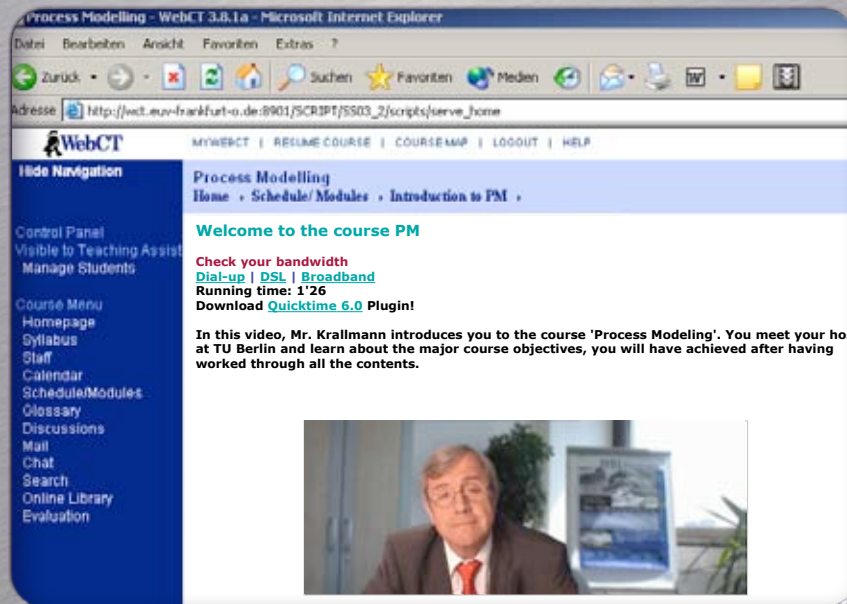 Process Modelling - WebCT 3.8.1a - Microsoft Internet Explorer
Datei Bearbeiten Ansicht Favoriten Extras ?
Zurück Suchen Favoriten Medien
Adresse http://wct.euv-frankfurt-o.de:8901/SCRIPT/SS03_2/scripts/serve_home
WebCT MYWEBCT | RESUME COURSE | COURSE MAP | LOGOUT | HELP
Hide Navigation
Process Modelling
Home › Schedule/Modules › Introduction to PM ›
Control Panel
Visible to Teaching Assist
Manage Students
Course Menu
Homepage
Syllabus
Staff
Calendar
Schedule/Modules
Glossary
Discussions
Mail
Chat
Search
Online Library
Evaluation
Welcome to the course PM
Check your bandwidth
Dial-up | DSL | Broadband
Running time: 1'26
Download Quicktime 6.0 Plugin!
In this video, Mr. Krallmann introduces you to the course 'Process Modeling'. You meet your ho
at TU Berlin and learn about the major course objectives, you will have achieved after having
worked through all the contents.